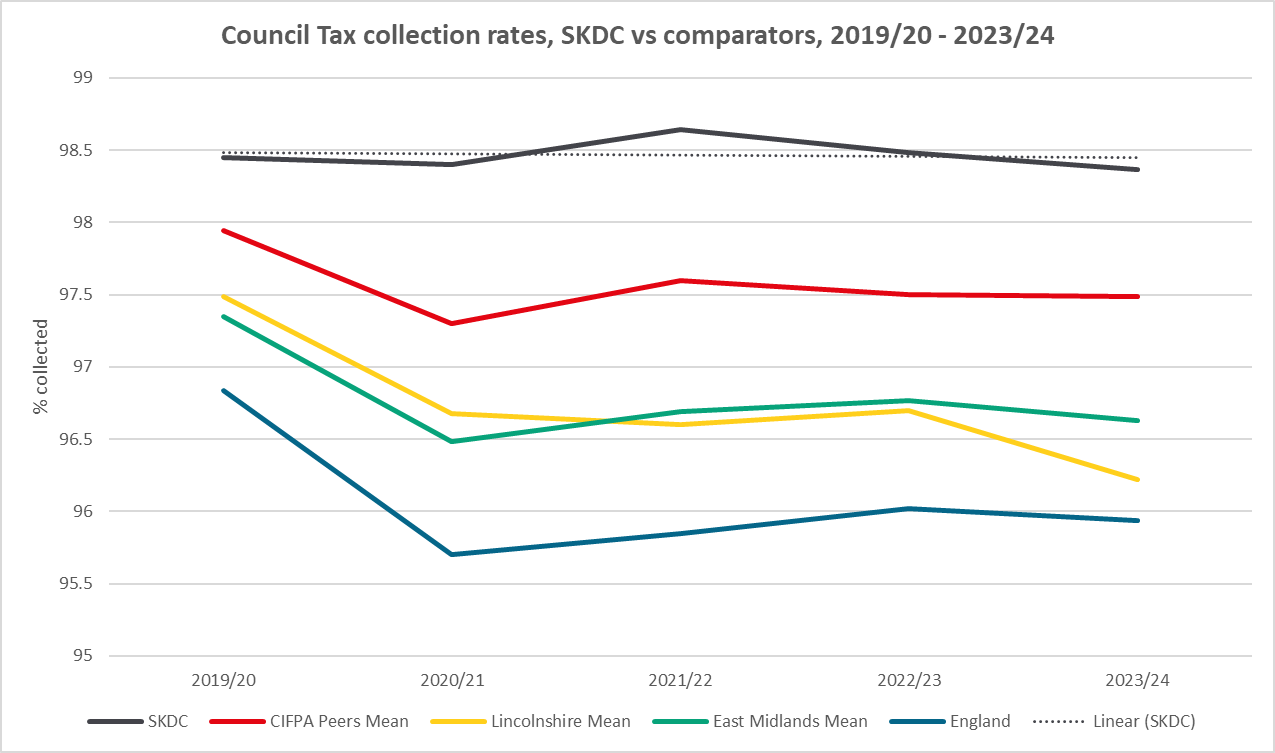 Council Tax collection rates, SKDC vs comparators, 2019/20 - 2023/24
99
98.5
98
97.5
97
96.5
96
95.5
95
% collected
2019/20 2020/21 2021/22 2022/23 2023/24
SKDC CIFPA Peers Mean Lincolnshire Mean East Midlands Mean England Linear (SKDC)